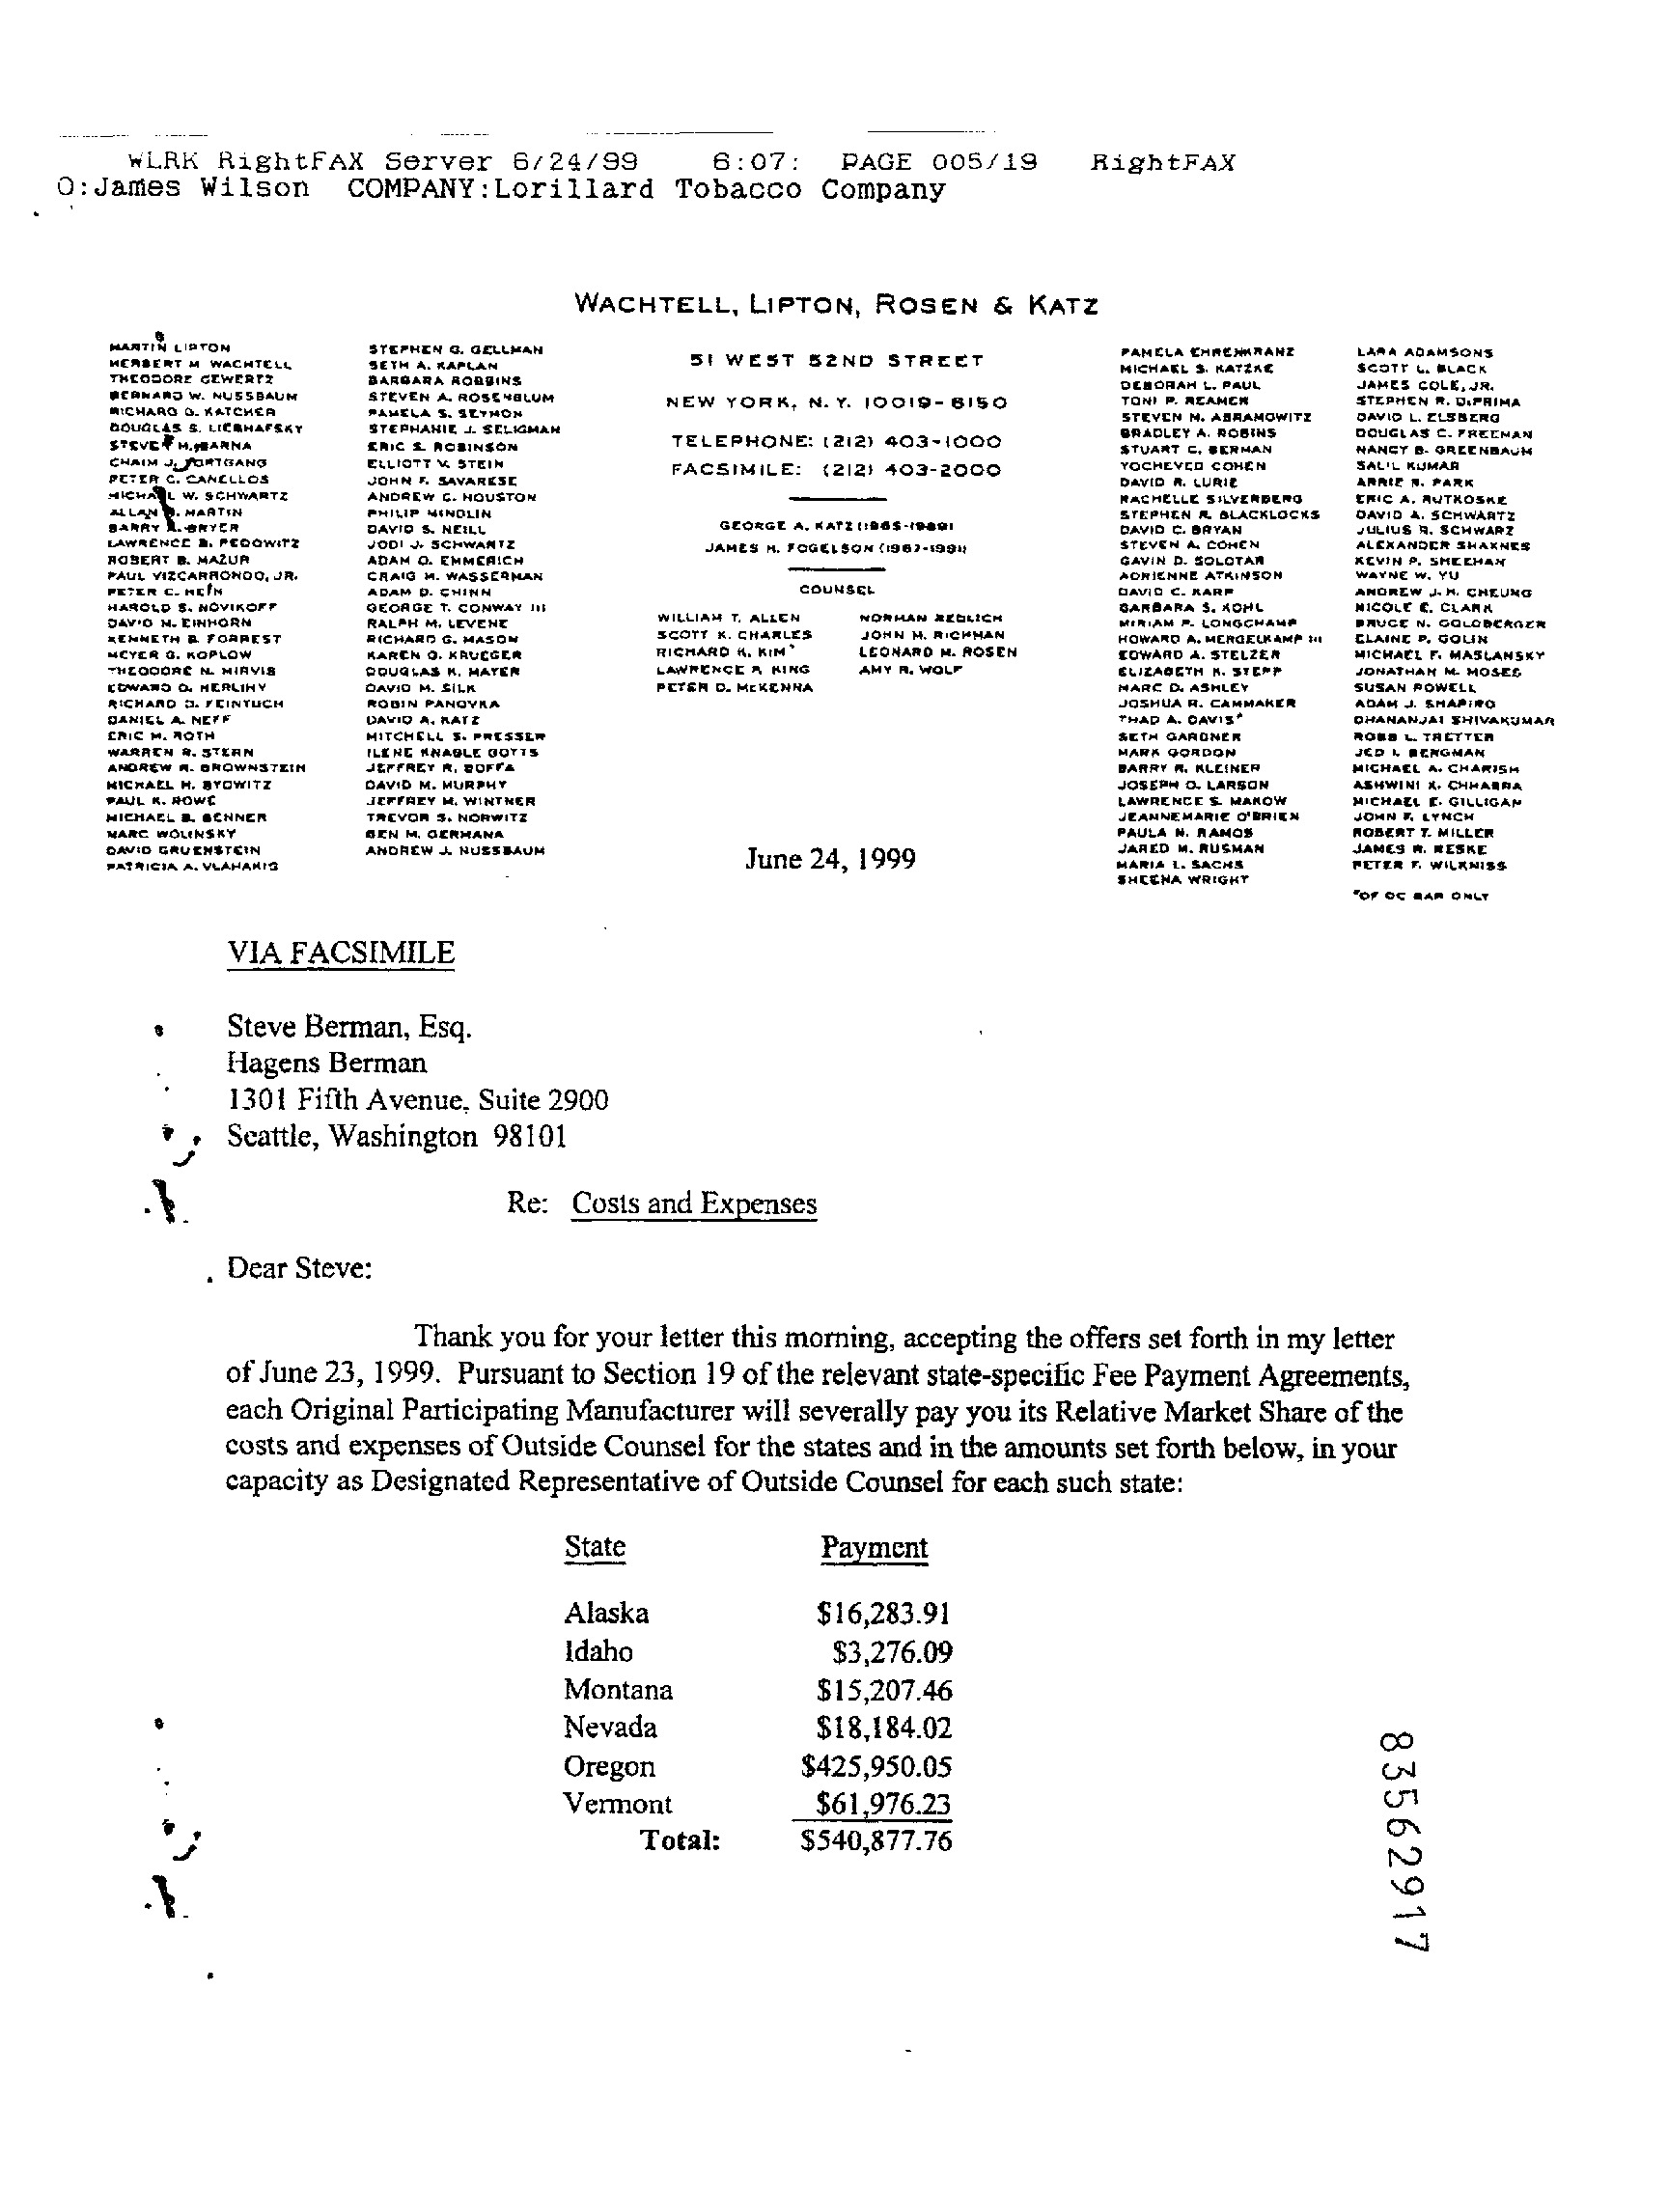 WLRK RightFAX Server 6/24/99 6:07: PAGE 005/19 RightFAX
O:James Wilson COMPANY:Lorillard Tobacco Company
WACHTELL, LIPTON, ROSEN & KATZ
MARTIN LIPTON
HERBERT M. WACHTELL
THEODORE GEWERTZ
BERNARD W. NUSSBAUM
RICHARD D. KATCHER
DOUGLAS S. LIEBHAFSKY
STEVEN M. BARNA
CHAIM J. FORTGANG
PETER C. CANELLOS
MICHAEL W. SCHWARTZ
ALLAN MARTIN
BARRY BRYER
LAWRENCE B. PEDOWITZ
ROBERT B. MAZUR
PAUL VIZCARRONDO, JR.
PETER C. HEIN
HAROLD S. NOVIKOFF
DAVID M. EINHORN
KENNETH B. FORREST
MEYER G. KOPLOW
THEODORE N. MIRVIS
EDWARD D. HERLIHY
RICHARD D. FEINTUCH
DANIEL A. NEFF
ERIC M. ROTH
WARREN R. STERN
ANDREW R. BROWNSTEIN
MICHAEL H. BYOWITZ
PAUL K. ROWE
MICHAEL B. BENNER
MARC WOLINSKY
DAVID GRUENSTEIN
PATRICIA A. VLAHAKIS
STEPHEN G. GELLMAN
SETH A. KAPLAN
BARBARA ROBBINS
STEVEN A. ROSENBLUM
PAMELA S. SEYMON
STEPHANIE J. SELIGMAN
ERIC S. ROBINSON
ELLIOTT V. STEIN
JOHN F. SAVARESE
ANDREW C. HOUSTON
PHILIP MINDLIN
DAVID S. NEILL
JODI J. SCHWARTZ
ADAM O. EMMERICH
CRAIG M. WASSERMAN
ADAM D. CHINN
GEORGE T. CONWAY III
RALPH M. LEVENE
RICHARD G. MASON
KAREN G. KRUEGER
DOUGLAS K. MAYER
DAVID M. SILK
ROBIN PANOVKA
DAVID A. KATZ
MITCHELL S. PRESSER
ILENE KNABLE GOTTS
JEFFREY R. BOFFA
DAVID M. MURPHY
JEFFREY M. WINTNER
TREVOR S. NORWITZ
BEN M. GERMANA
ANDREW J. NUSSBAUM
51 WEST 52ND STREET
NEW YORK, N.Y. 10019-6150
TELEPHONE: (212) 403-1000
FACSIMILE: (212) 403-2000
GEORGE A. KATZ (1965-1989)
JAMES H. FOGELSON (1967-1991)
COUNSEL
WILLIAM T. ALLEN
SCOTT K. CHARLES
RICHARD K. KIM*
LAWRENCE P. KING
PETER D. McKENNA
NORMAN REDLICH
JOHN M. RICHMAN
LEONARD M. ROSEN
AMY R. WOLF
June 24, 1999
PAMELA EHRENKRANZ
MICHAEL S. KATZKE
DEBORAH L. PAUL
TONI P. REAMEN
STEVEN M. ABRAMOWITZ
BRADLEY A. ROBINS
STUART C. BERMAN
YOCHEVED COHEN
DAVID R. LURIE
RACHELLE SILVERBERG
STEPHEN R. BLACKLOCKS
DAVID C. BRYAN
STEVEN A. COHEN
GAVIN D. SOLOTAR
ADRIENNE ATKINSON
DAVID C. KARP
BARBARA S. KOHL
MIRIAM P. LONGCHAMP
HOWARD A. MERGELKAMP III
EDWARD A. STELZER
ELIZABETH K. STEPP
MARC D. ASHLEY
JOSHUA R. CAMMAKER
THAD A. DAVIS*
SETH GARDNER
MARK GORDON
BARRY R. KLEINER
JOSEPH D. LARSON
LAWRENCE S. MAKOW
JEANNEMARIE O'BRIEN
PAULA N. RAMOS
JARED M. RUSMAN
MARIA L. SACHS
SHEENA WRIGHT
LARA ADAMSONS
SCOTT L. BLACK
JAMES COLE, JR.
STEPHEN R. DiPRIMA
DAVID L. ELSBERG
DOUGLAS C. FREEMAN
NANCY B. GREENBAUM
SALIL KUMAR
ARRIE R. PARK
ERIC A. RUTKOSKE
DAVID A. SCHWARTZ
JULIUS R. SCHWARZ
ALEXANDER SHAKNES
KEVIN P. SHEEHAN
WAYNE W. YU
ANDREW J. H. CHEUNG
NICOLE E. CLARK
BRUCE N. GOLDBERGER
ELAINE P. GOLIN
MICHAEL F. MASLANSKY
JONATHAN M. MOSES
SUSAN POWELL
ADAM J. SHAPIRO
DHANANJAI SHIVAKUMAR
ROBB L. TRETTER
JED I. BERGMAN
MICHAEL A. CHARISH
ASHWINI K. CHHABRA
MICHAEL E. GILLIGAN
JOHN F. LYNCH
ROBERT T. MILLER
JAMES R. RESKE
PETER F. WILKNISS
*OF DC BAR ONLY
VIA FACSIMILE
Steve Berman, Esq.
Hagens Berman
1301 Fifth Avenue, Suite 2900
Seattle, Washington 98101
Re: Costs and Expenses
Dear Steve:
Thank you for your letter this morning, accepting the offers set forth in my letter
of June 23, 1999. Pursuant to Section 19 of the relevant state-specific Fee Payment Agreements,
each Original Participating Manufacturer will severally pay you its Relative Market Share of the
costs and expenses of Outside Counsel for the states and in the amounts set forth below, in your
capacity as Designated Representative of Outside Counsel for each such state:
State Payment
Alaska $16,283.91
Idaho $3,276.09
Montana $15,207.46
Nevada $18,184.02
Oregon $425,950.05
Vermont $61,976.23
Total: $540,877.76
83562917